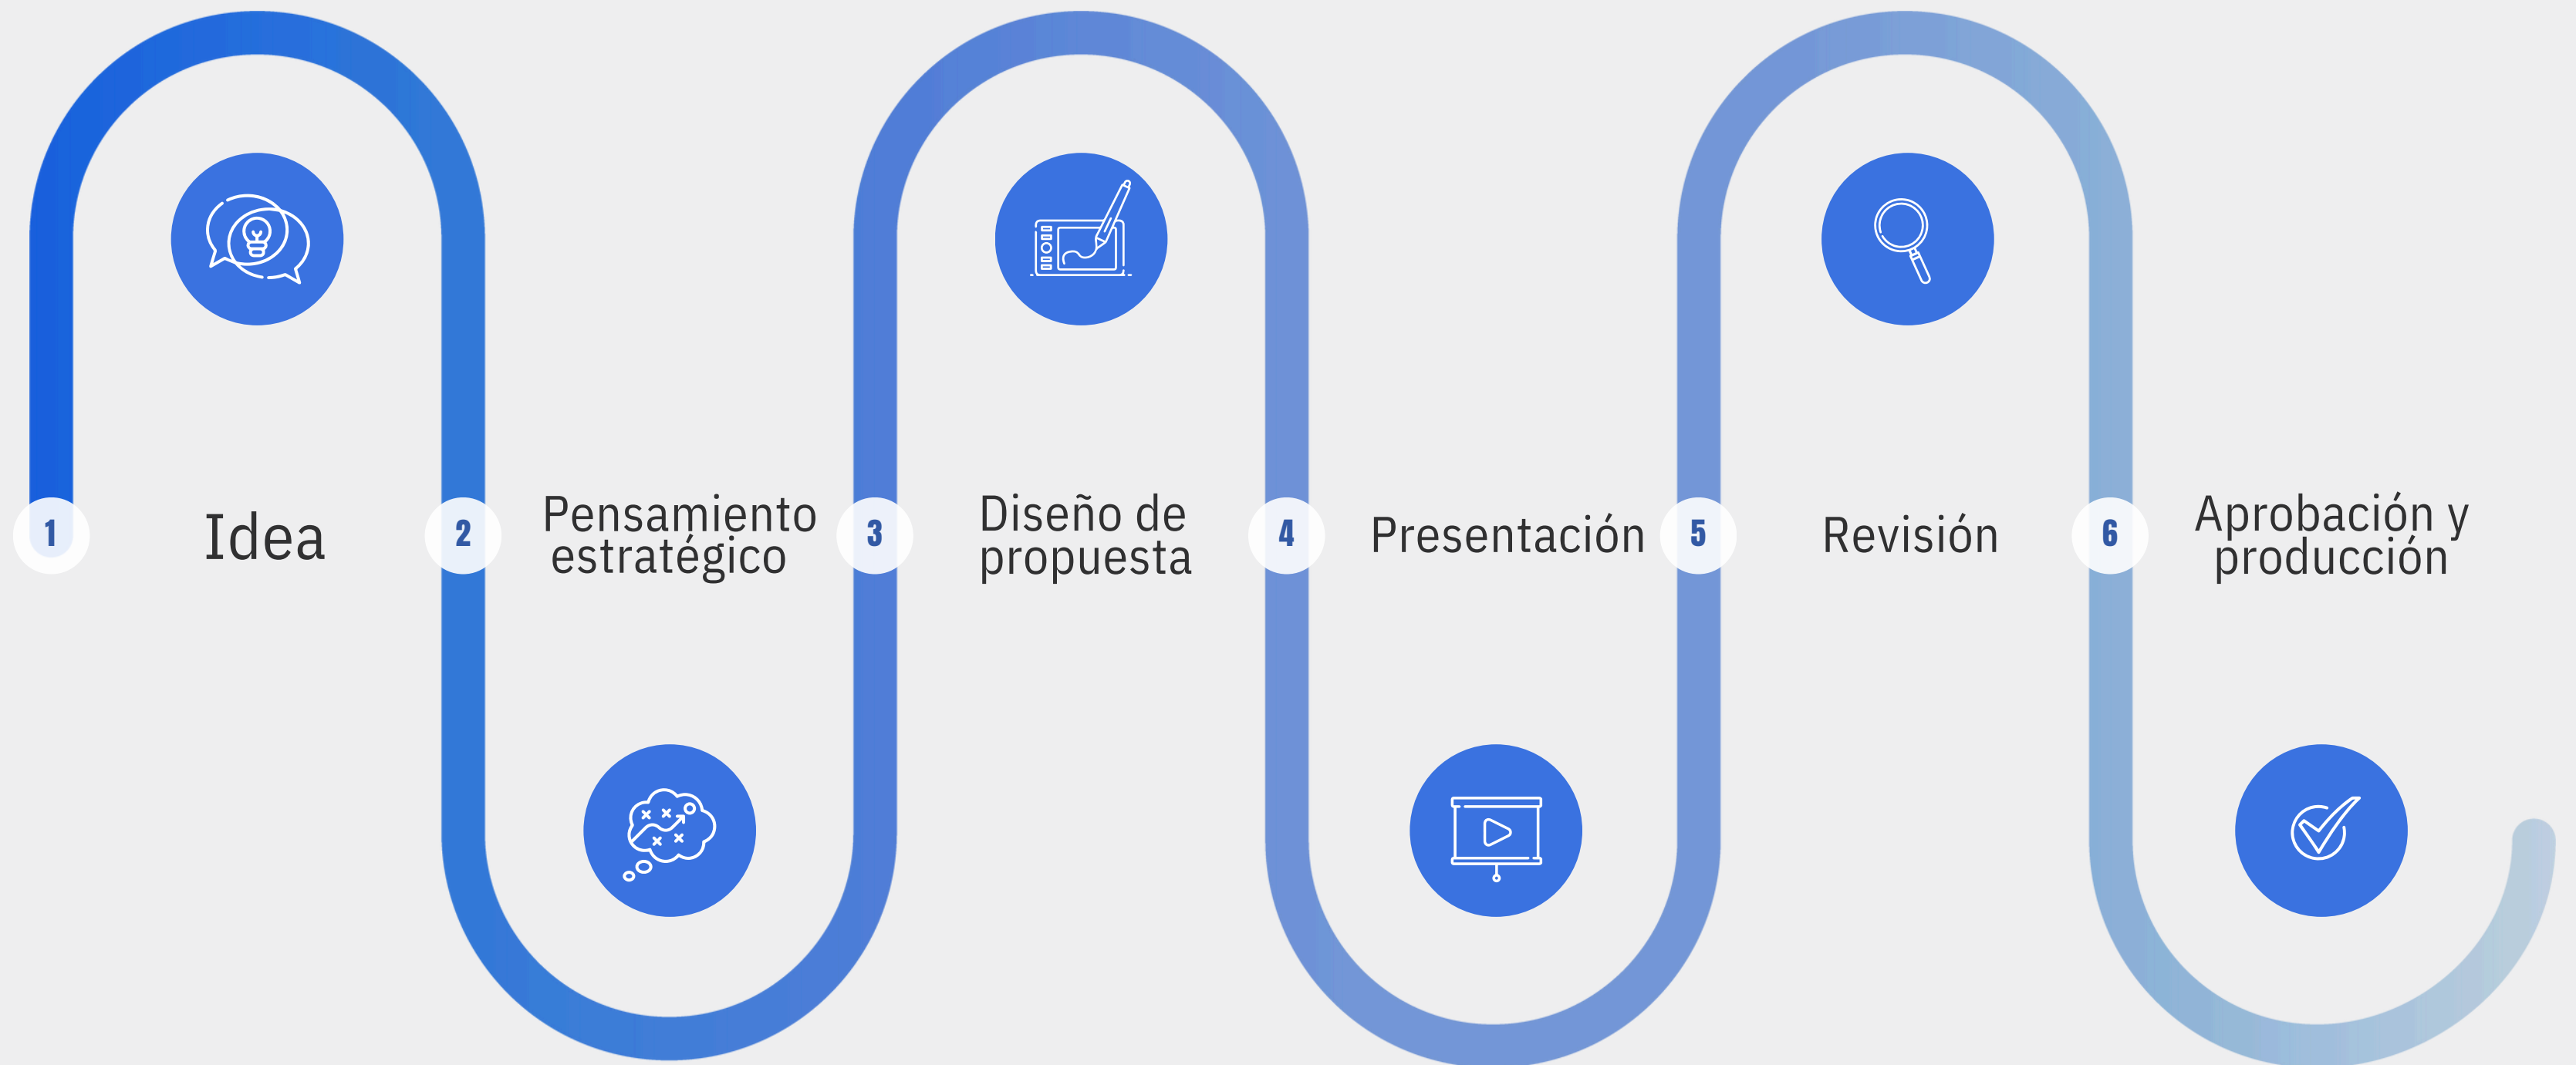 1
Idea
2
Pensamiento
estratégico
3
Diseño de
propuesta
4
Presentación
5
Revisión
6
Aprobación y
producción